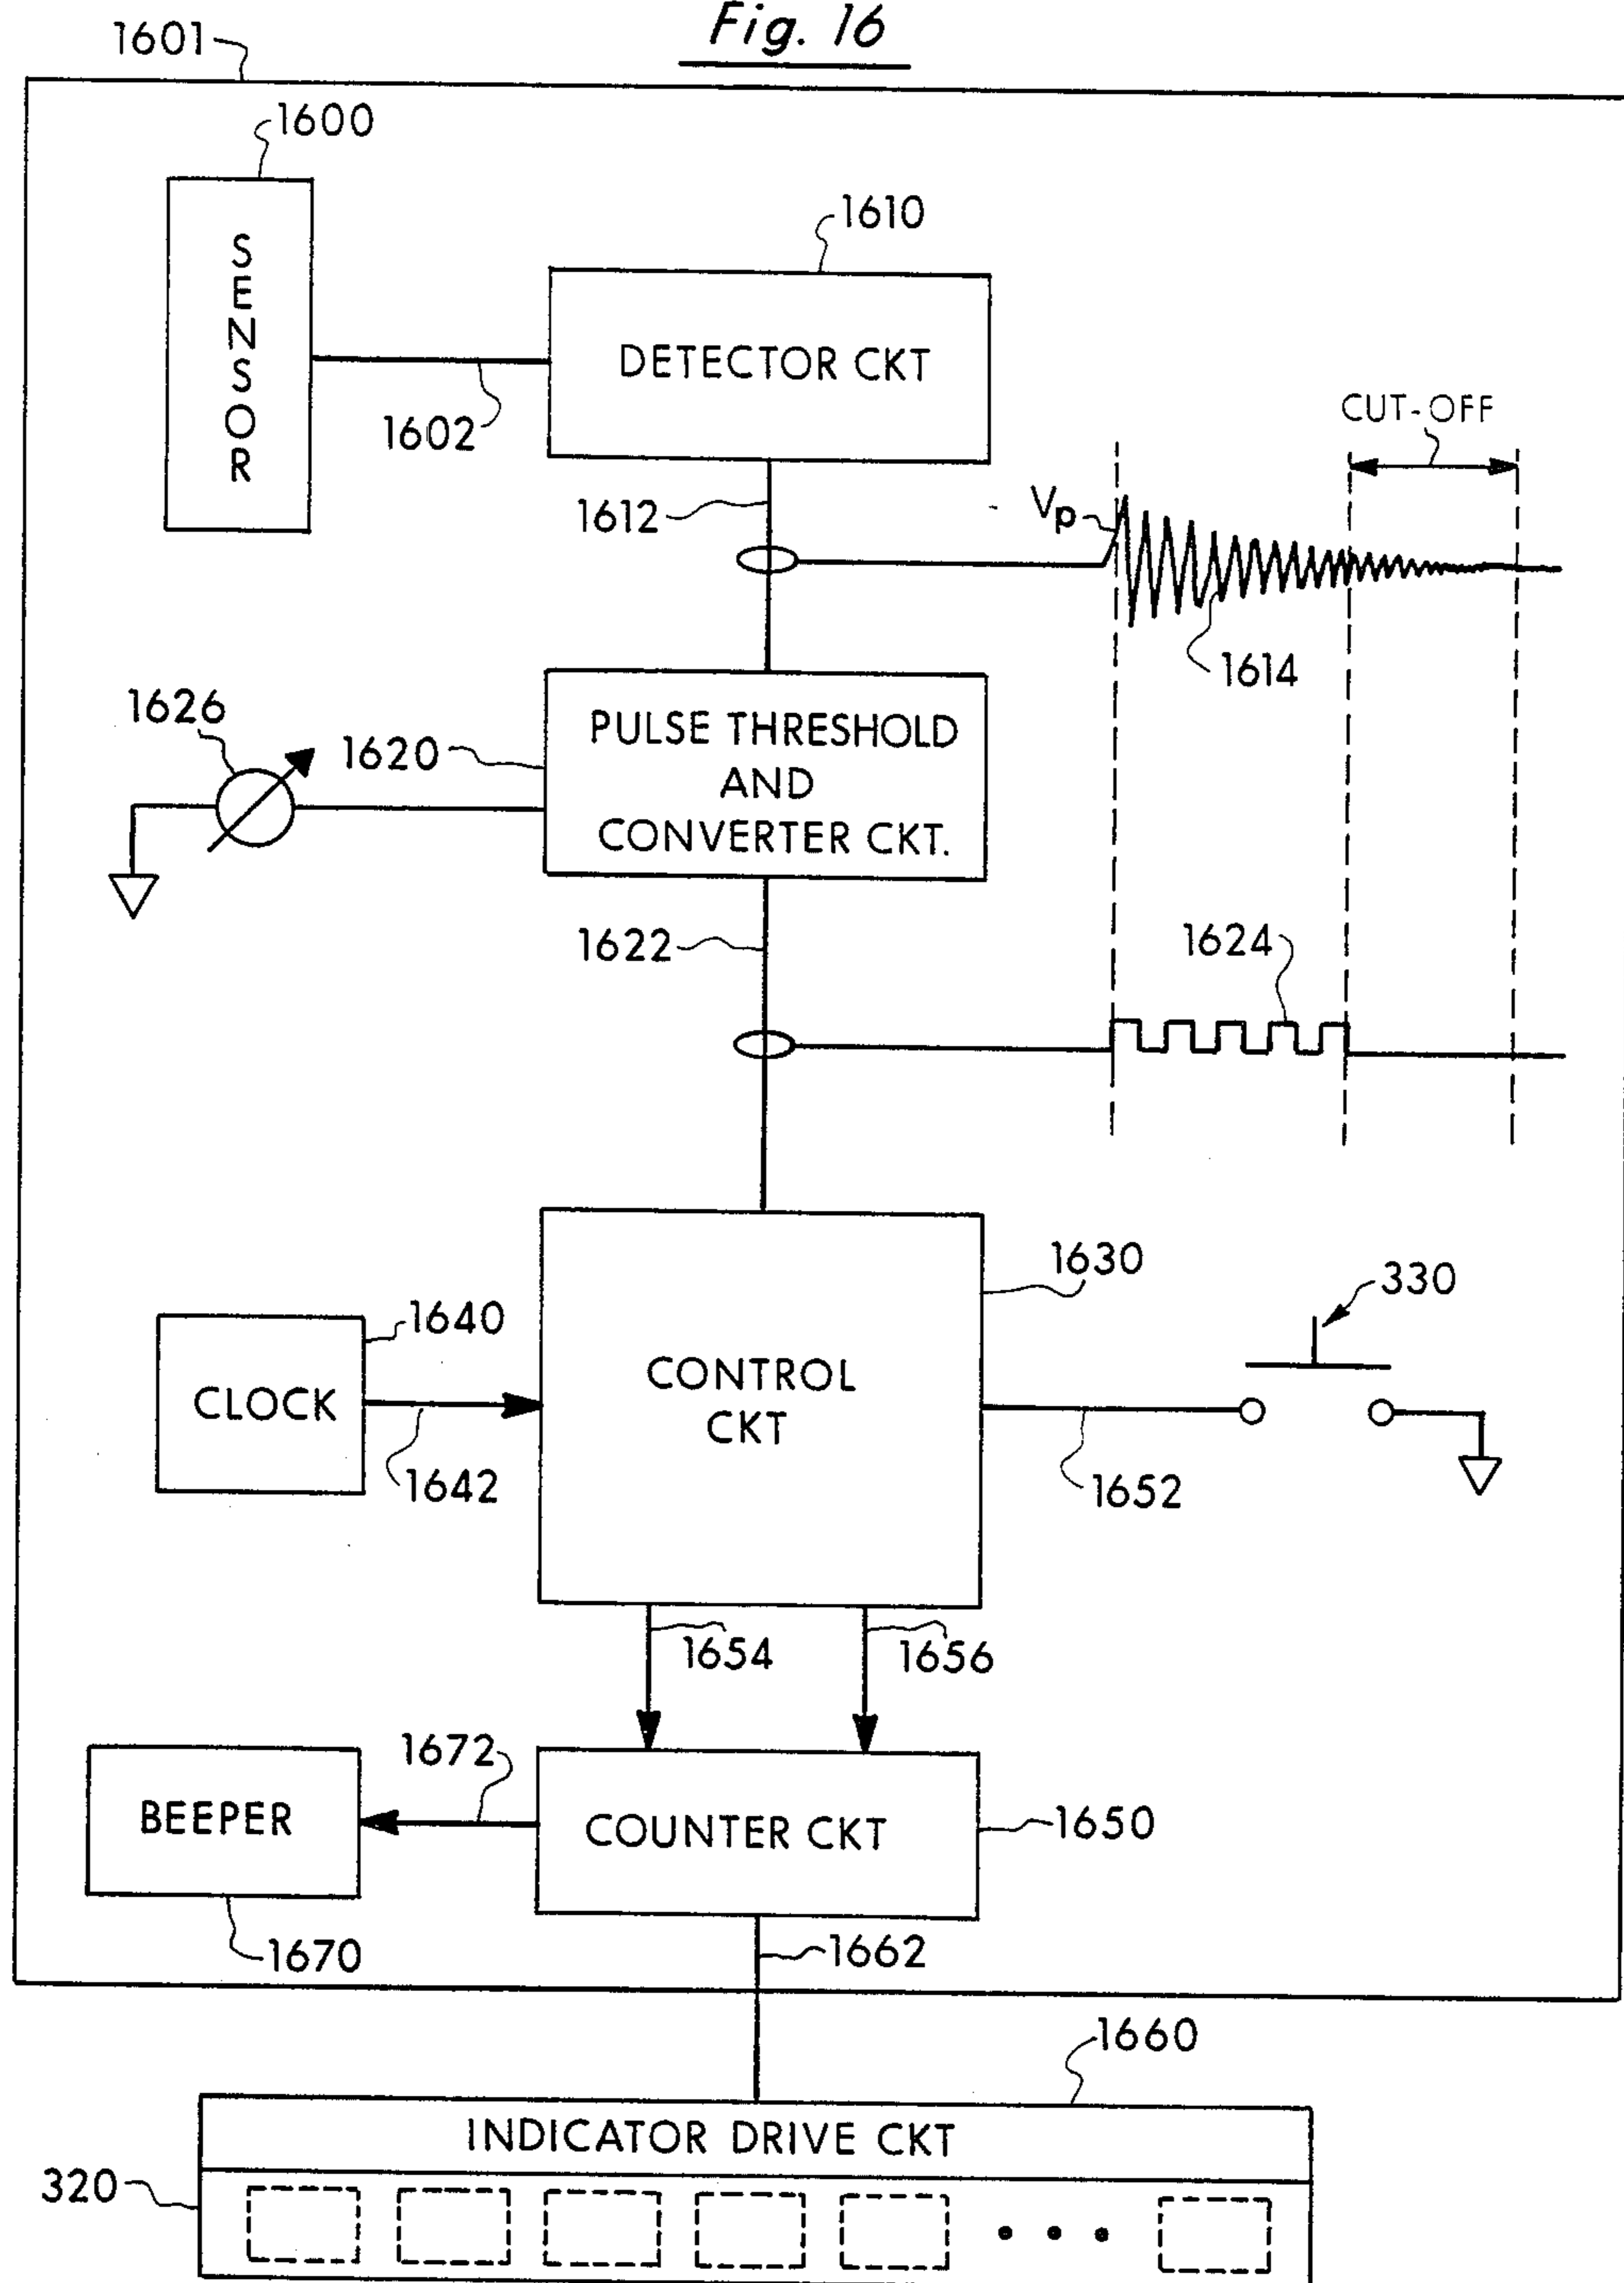 Fig. 16
1601
1600
SENSOR
1610
DETECTOR CKT
1602
CUT-OFF
1612
Vp
1614
1626
1620
PULSE THRESHOLD
AND
CONVERTER CKT.
1622
1624
1630
330
1640
CLOCK
CONTROL
CKT
1642
1652
1654
1656
1672
BEEPER
COUNTER CKT
1650
1670
1662
1660
INDICATOR DRIVE CKT
320